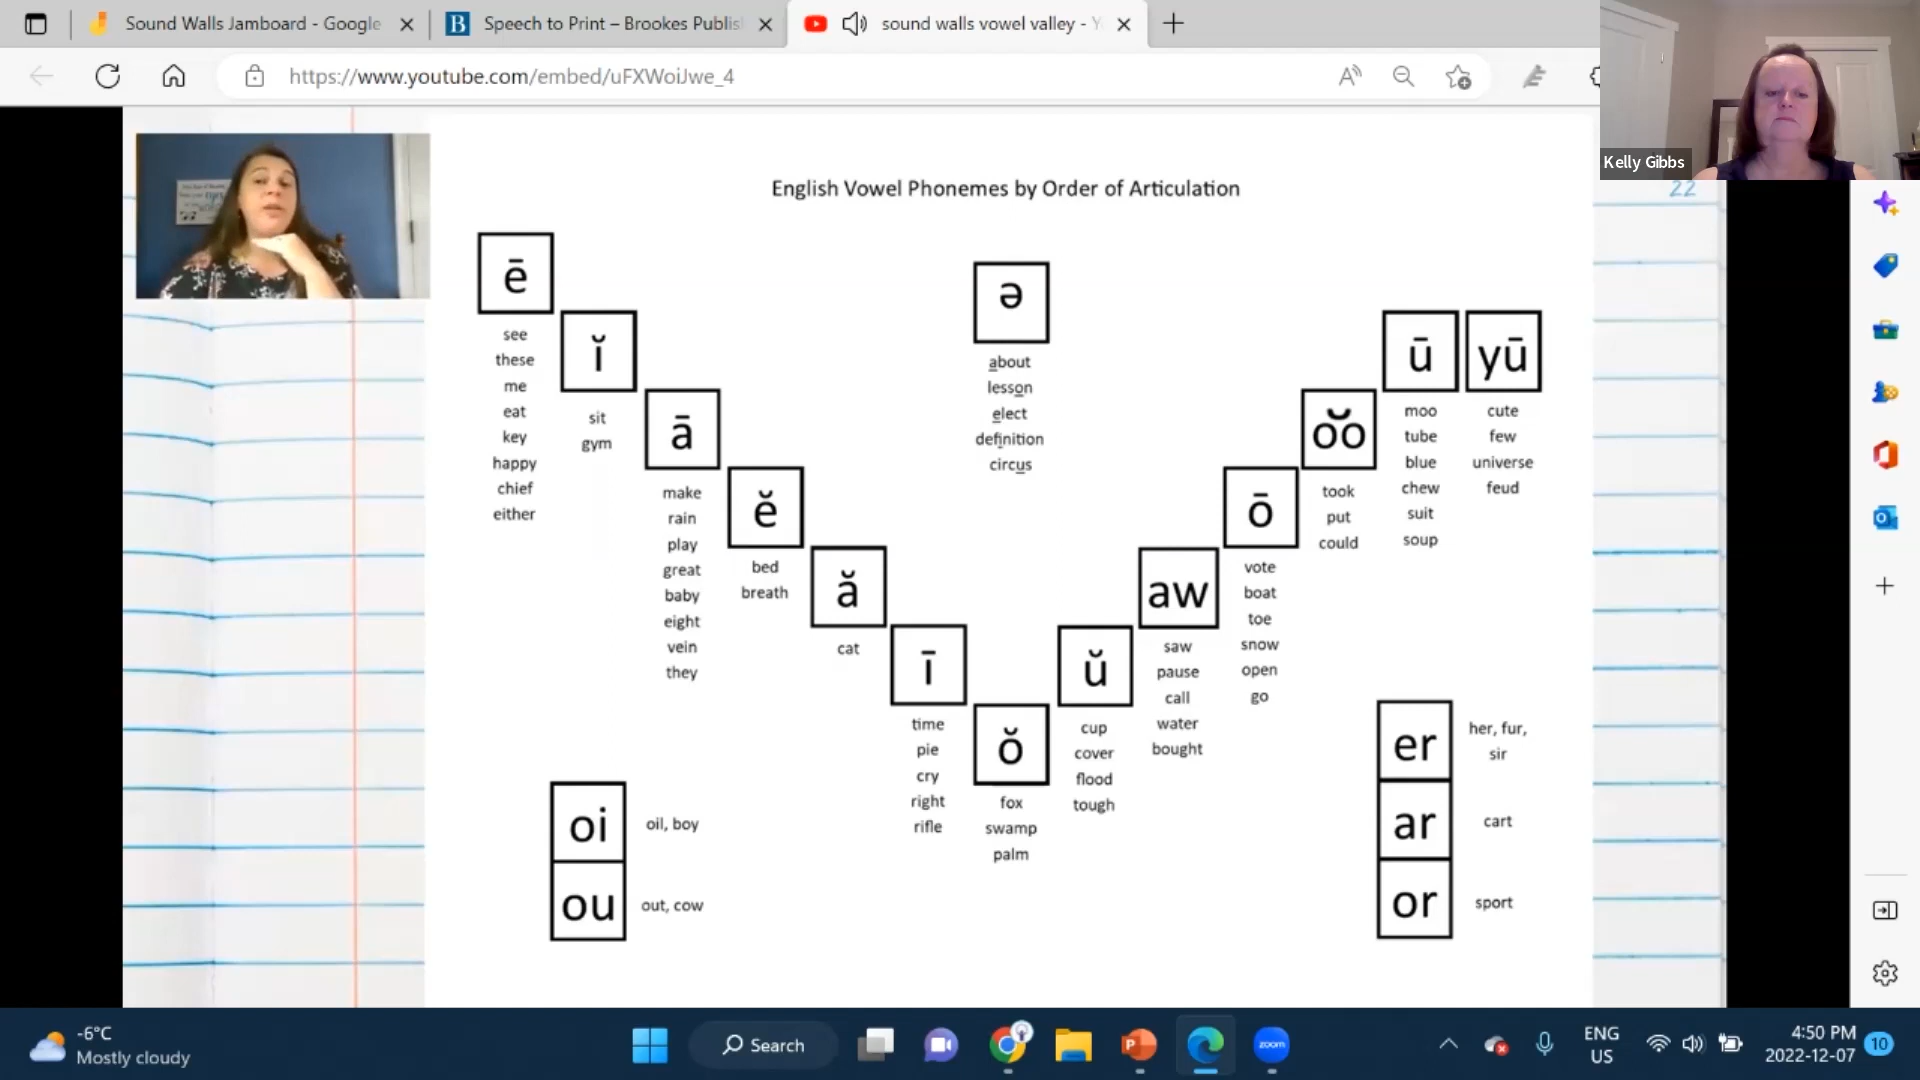 Sound Walls Jamboard - Google
Speech to Print – Brookes Publis
sound walls vowel valley - Y
https://www.youtube.com/embed/uFXWoiJwe_4
Kelly Gibbs
22
English Vowel Phonemes by Order of Articulation
ē
see
these
me
eat
key
happy
chief
either
ĭ
sit
gym
ā
make
rain
play
great
baby
eight
vein
they
ĕ
bed
breath
ă
cat
ī
time
pie
cry
right
rifle
ŏ
fox
swamp
palm
ə
about
lesson
elect
definition
circus
ŭ
cup
cover
flood
tough
aw
saw
pause
call
water
bought
ō
vote
boat
toe
snow
open
go
o͝o
took
put
could
ū
moo
tube
blue
chew
suit
soup
yū
cute
few
universe
feud
oi
oil, boy
ou
out, cow
er
her, fur,
sir
ar
cart
or
sport
-6°C
Mostly cloudy
Search
zoom
ENG
US
4:50 PM
2022-12-07
10